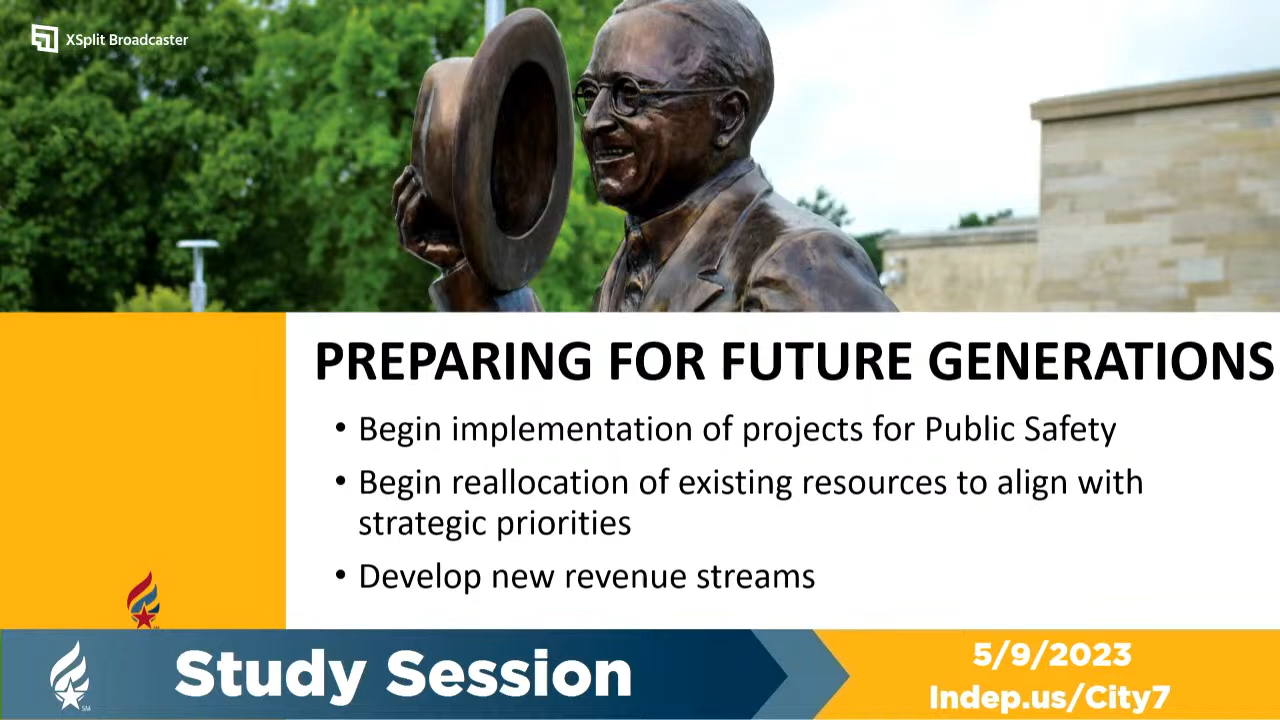 XSplit Broadcaster
PREPARING FOR FUTURE GENERATIONS
• Begin implementation of projects for Public Safety
• Begin reallocation of existing resources to align with
strategic priorities
• Develop new revenue streams
Study Session
5/9/2023
Indep.us/City7
SM